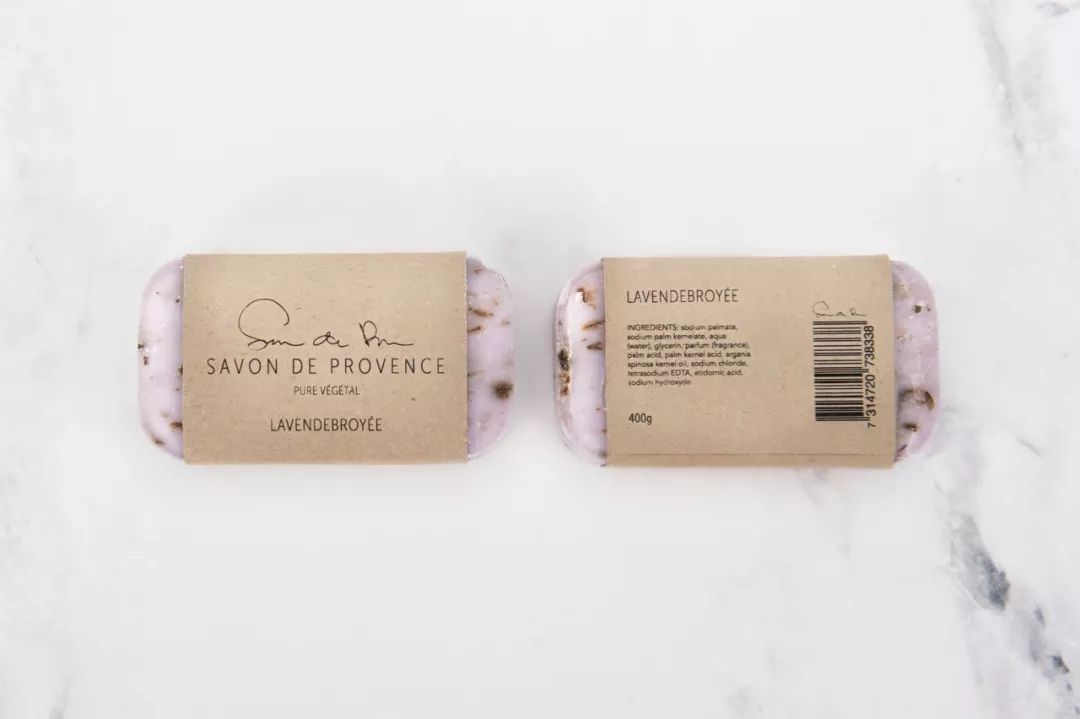 SAVON DE PROVENCE
PURE VÉGÉTAL
LAVENDEBROYÉE
LAVENDEBROYÉE
INGREDIENTS: sodium palmate,
sodium palm kernelate, aqua
(water), glycerin, parfum (fragrance),
palm acid, palm kernel acid, argania
spinosa kernel oil, sodium chloride,
tetrasodium EDTA, etidornic acid,
sodium hydroxyde.
400g
7 314720 738338